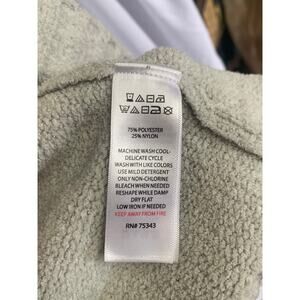 75% POLYESTER
25% NYLON
MACHINE WASH COOL-
DELICATE CYCLE
WASH WITH LIKE COLORS
USE MILD DETERGENT
ONLY NON-CHLORINE
BLEACH WHEN NEEDED
RESHAPE WHILE DAMP
DRY FLAT
LOW IRON IF NEEDED
KEEP AWAY FROM FIRE
RN# 75343